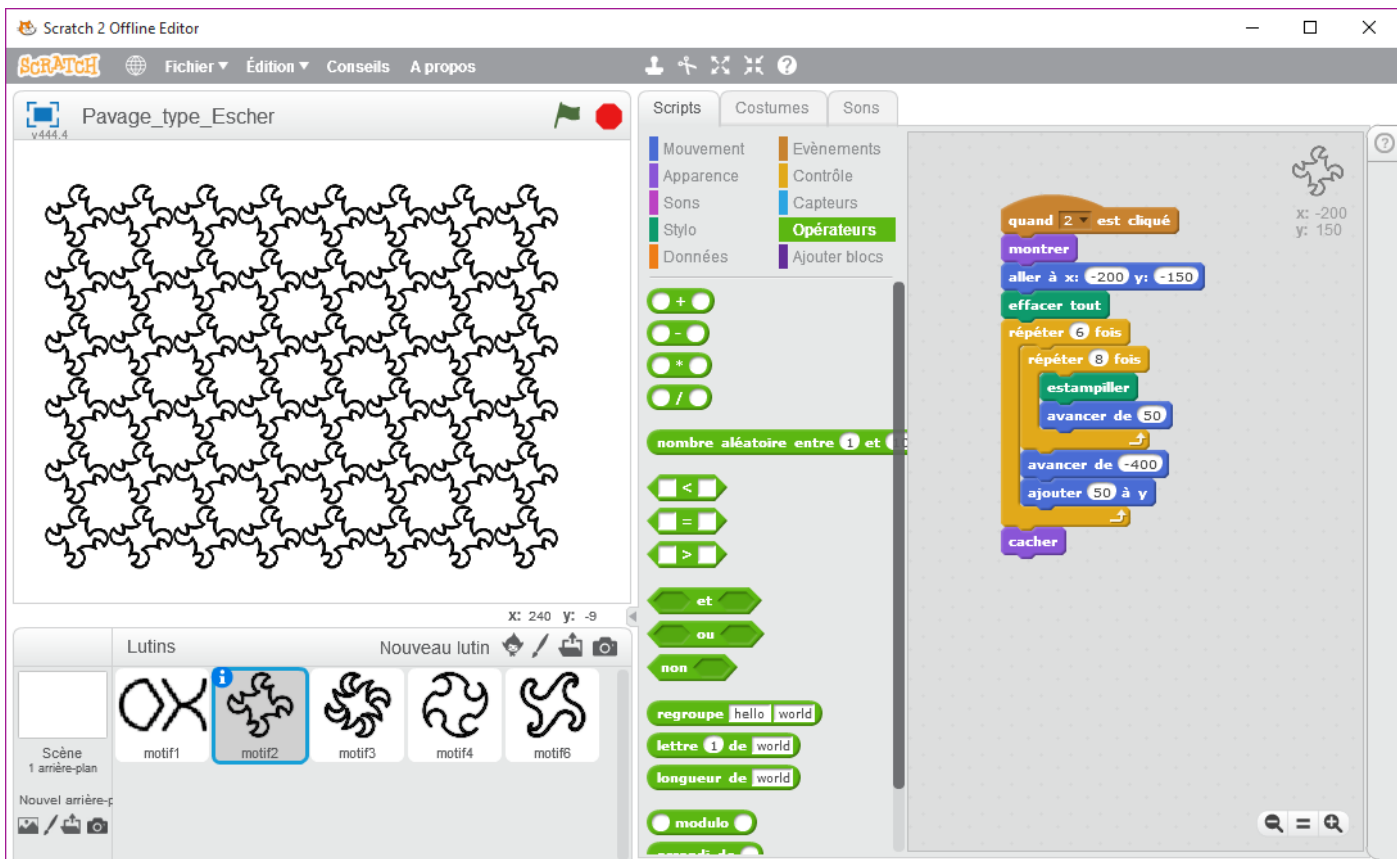 Scratch 2 Offline Editor
SCRATCH Fichier Édition Conseils A propos
v444.4
Pavage_type_Escher
x: 240 y: -9
Lutins Nouveau lutin
Scène
1 arrière-plan
Nouvel arrière-p
motif1 motif2 motif3 motif4 motif6
Scripts Costumes Sons
Mouvement Evènements
Apparence Contrôle
Sons Capteurs
Stylo Opérateurs
Données Ajouter blocs
+
-
*
/
nombre aléatoire entre 1 et
<
=
>
et
ou
non
regroupe hello world
lettre 1 de world
longueur de world
modulo
x: -200
y: 150
quand 2 est cliqué
montrer
aller à x: -200 y: -150
effacer tout
répéter 6 fois
répéter 8 fois
estampiller
avancer de 50
avancer de -400
ajouter 50 à y
cacher